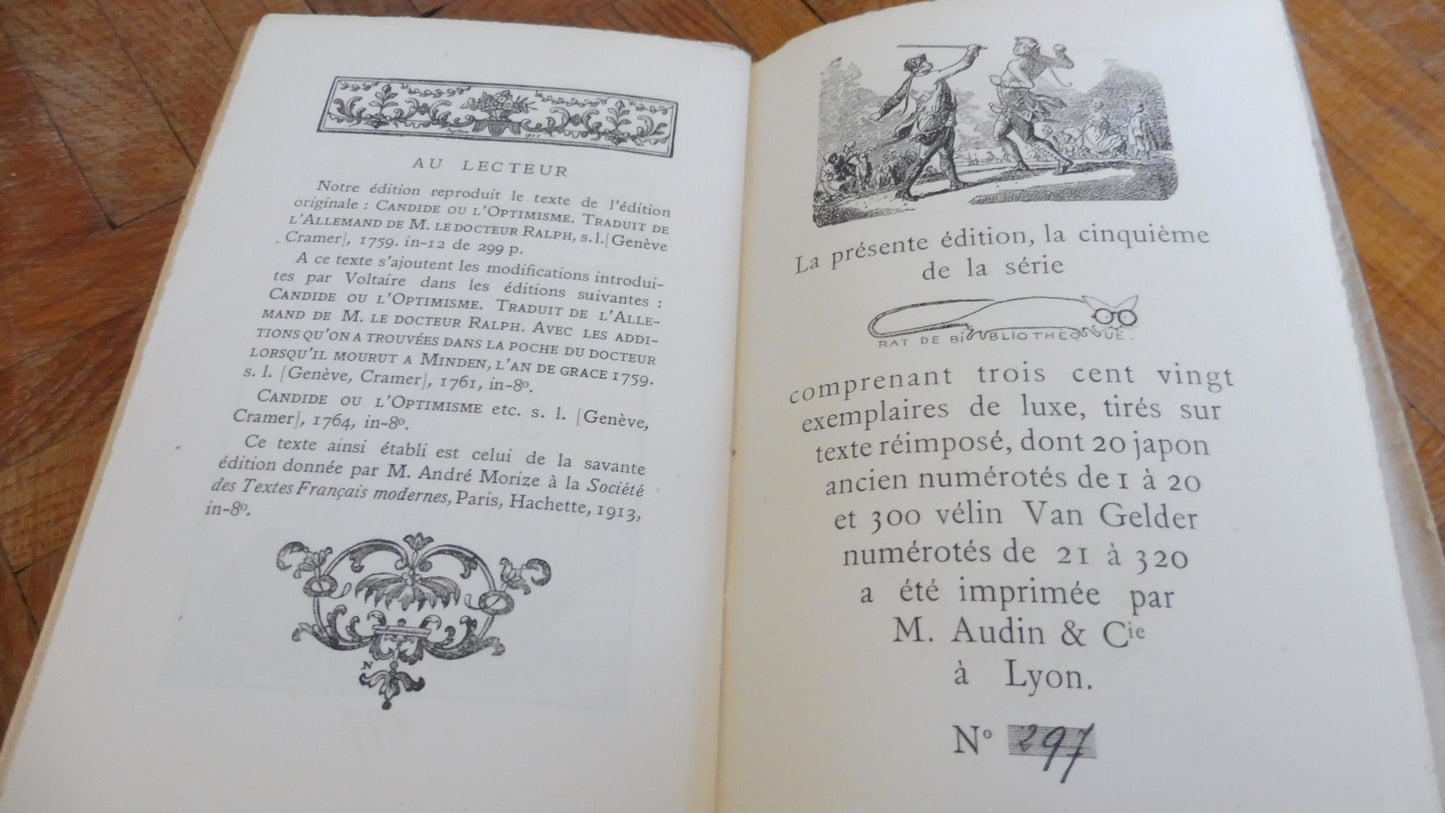 AU LECTEUR
Notre édition reproduit le texte de l'édition
originale : CANDIDE OU L'OPTIMISME. TRADUIT DE
L'ALLEMAND DE M. LE DOCTEUR RALPH, s. l. [Genève
Cramer], 1759. in-12 de 299 p.
A ce texte s'ajoutent les modifications introdui-
tes par Voltaire dans les éditions suivantes :
CANDIDE OU L'OPTIMISME. TRADUIT DE L'ALLE-
MAND DE M. LE DOCTEUR RALPH. AVEC LES ADDI
TIONS QU'ON A TROUVÉES DANS LA POCHE DU DOCTEUR
LORSQU'IL MOURUT A MINDEN, L'AN DE GRACE 1759.
s. l. [Genève, Cramer], 1761, in-8º.
CANDIDE OU L'OPTIMISME etc. s. l. [Genève,
Cramer], 1764, in-8º.
Ce texte ainsi établi est celui de la savante
édition donnée par M. André Morize à la Société
des Textes Français modernes, Paris, Hachette, 1913,
in-8º.
N
La présente édition, la cinquième
de la série
RAT DE BIBLIOTHEQUE.
comprenant trois cent vingt
exemplaires de luxe, tirés sur
texte réimposé, dont 20 japon
ancien numérotés de 1 à 20
et 300 vélin Van Gelder
numérotés de 21 à 320
a été imprimée par
M. Audin & Cie
à Lyon.
Nº 297